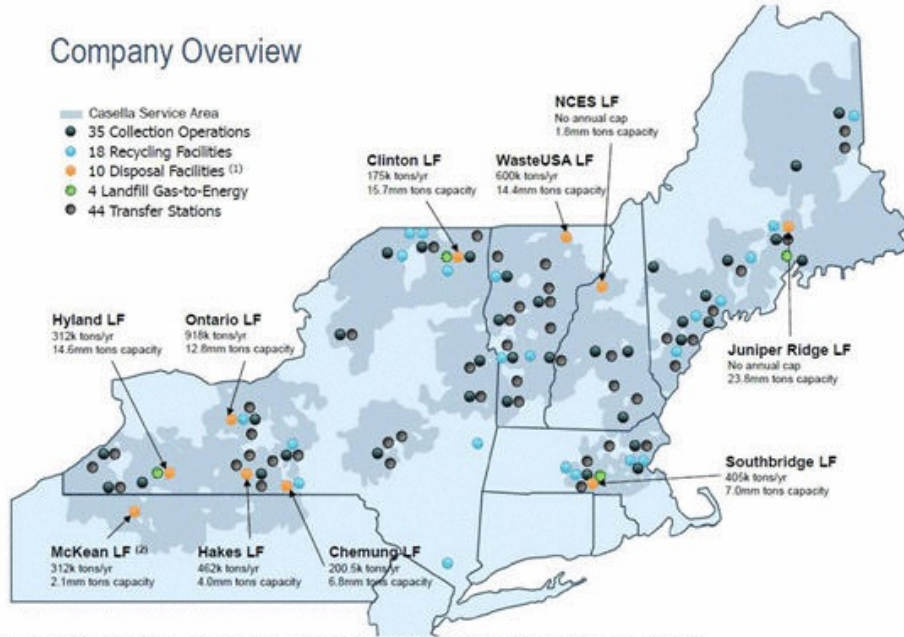 Company Overview
Casella Service Area
35 Collection Operations
18 Recycling Facilities
10 Disposal Facilities (1)
4 Landfill Gas-to-Energy
44 Transfer Stations
NCES LF
No annual cap
1.8mm tons capacity
Clinton LF
175k tons/yr
15.7mm tons capacity
WasteUSA LF
600k tons/yr
14.4mm tons capacity
Hyland LF
312k tons/yr
14.6mm tons capacity
Ontario LF
918k tons/yr
12.8mm tons capacity
Juniper Ridge LF
No annual cap
23.8mm tons capacity
Southbridge LF
405k tons/yr
7.0mm tons capacity
McKean LF (2)
312k tons/yr
2.1mm tons capacity
Hakes LF
462k tons/yr
4.0mm tons capacity
Chemung LF
200.5k tons/yr
6.8mm tons capacity